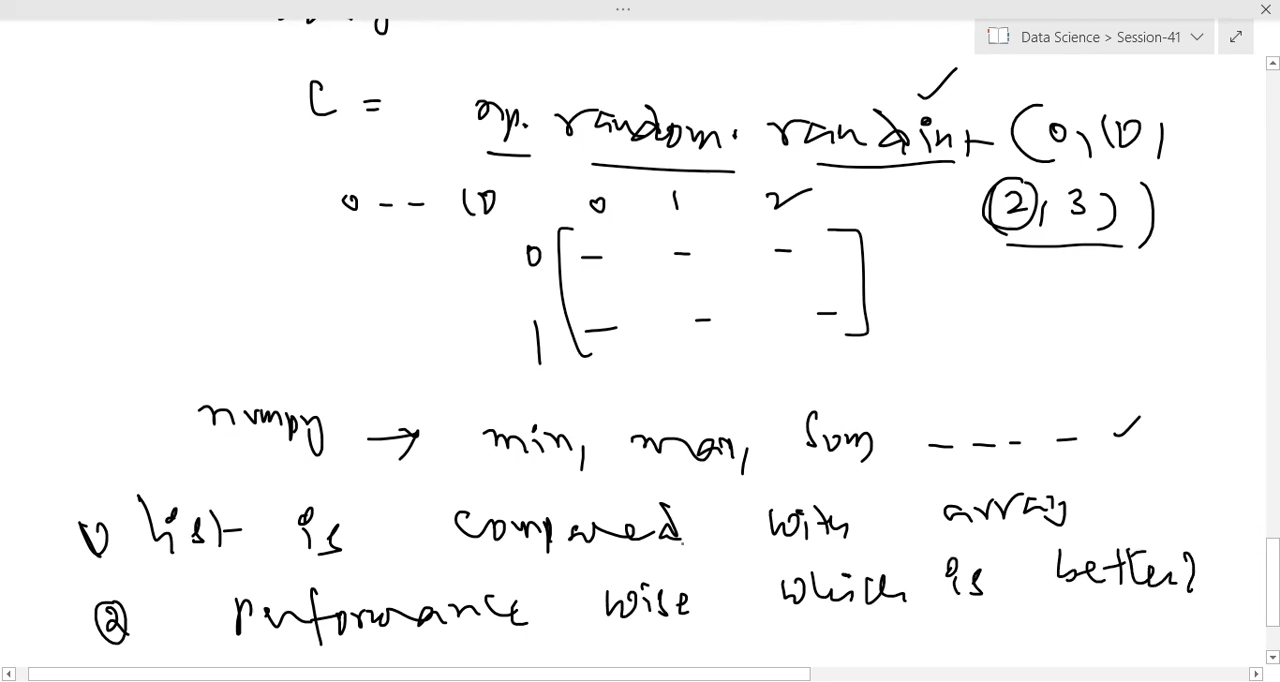 Data Science > Session-41
C = np. random. randint (0, 10,
0 -- 10 0 1 2 (2, 3))
0 [ - - - ]
1 - - -
numpy → min, max, sum ---- ✓
1) list is compared with array
② performance wise which is better?